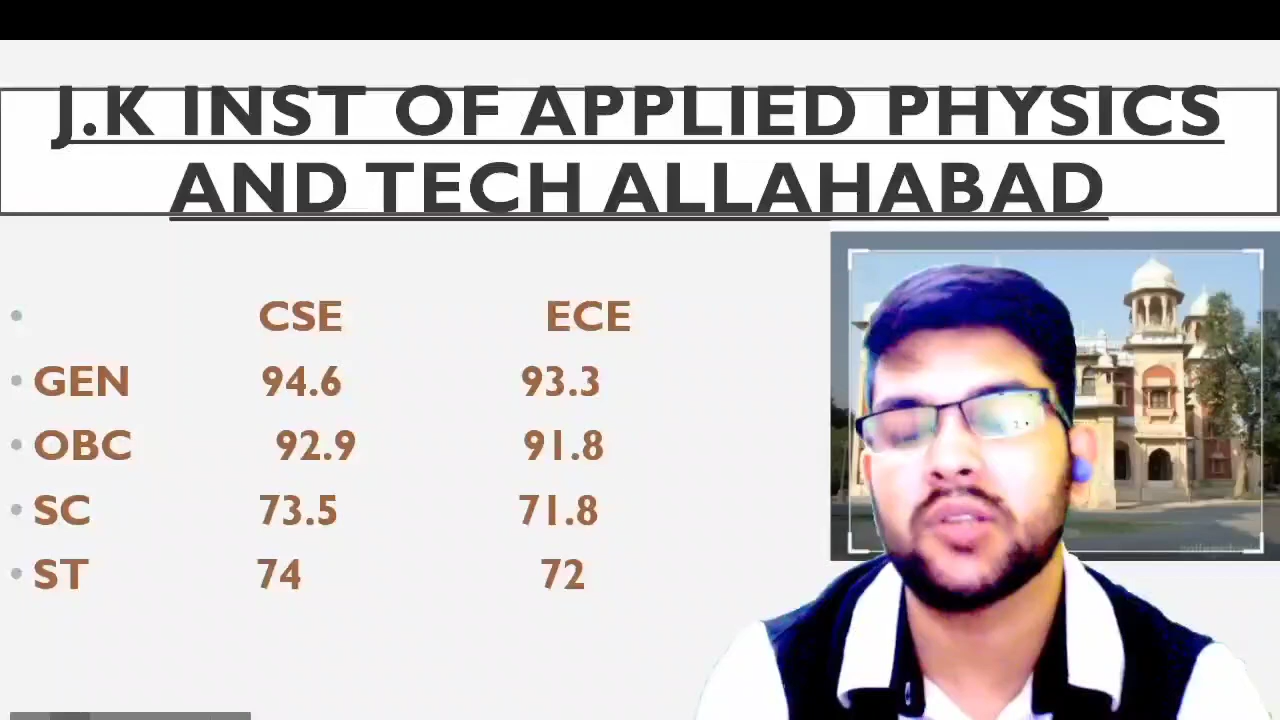 J.K INST OF APPLIED PHYSICS
AND TECH ALLAHABAD
CSE ECE
GEN 94.6 93.3
OBC 92.9 91.8
SC 73.5 71.8
ST 74 72